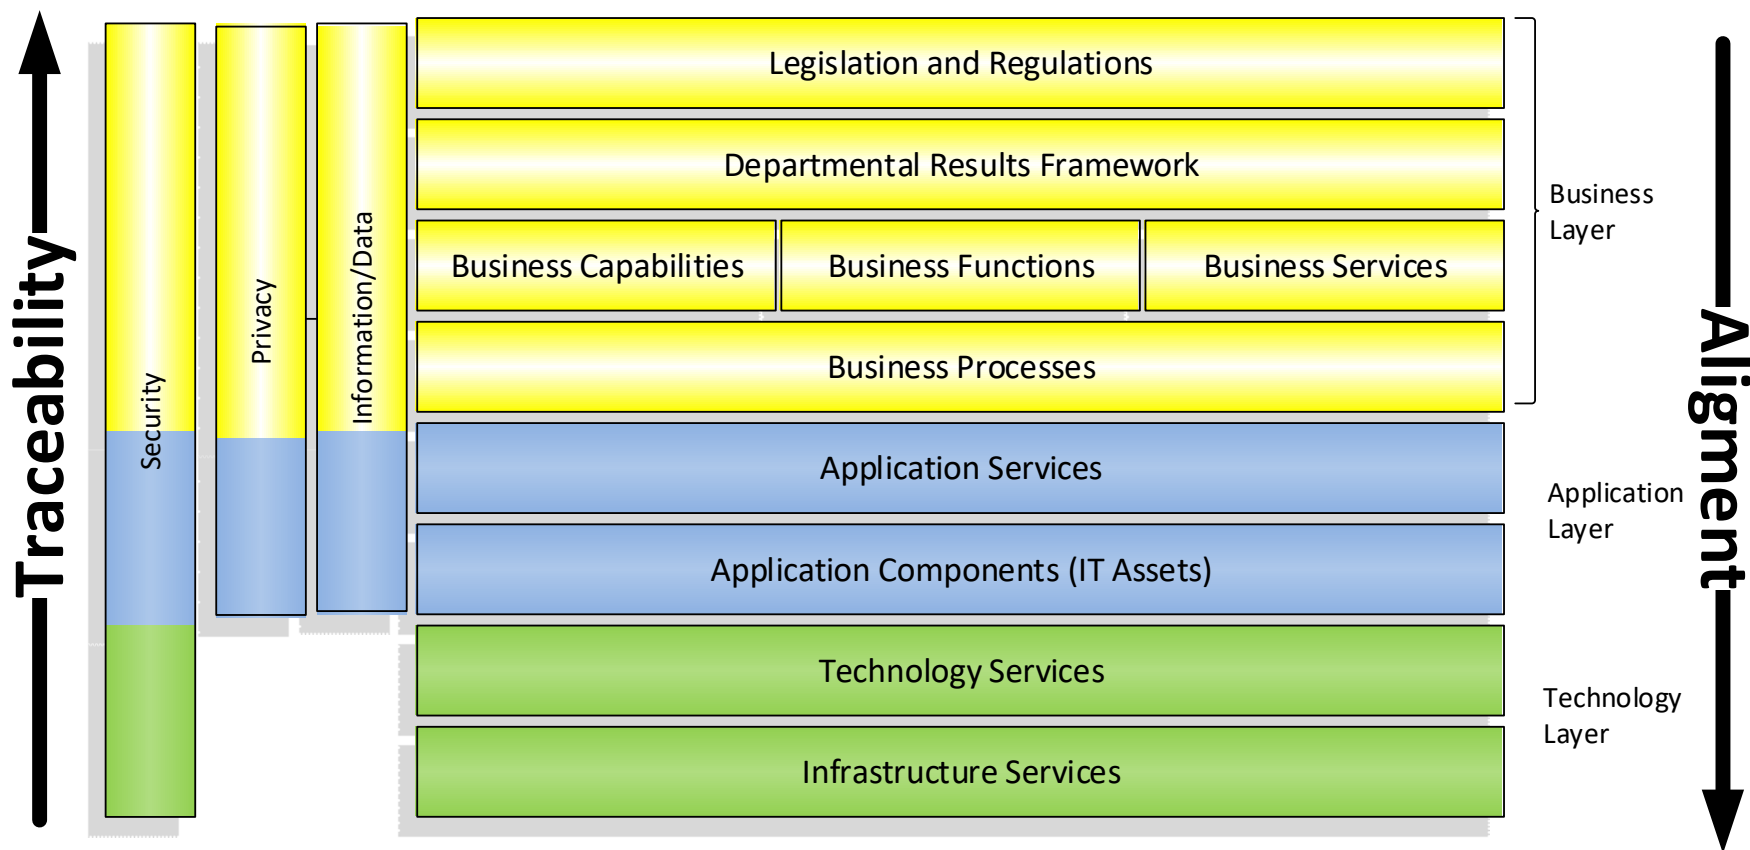 Traceability
Security
Privacy
Information/Data
Legislation and Regulations
Departmental Results Framework
Business Capabilities
Business Functions
Business Services
Business Processes
Application Services
Application Components (IT Assets)
Technology Services
Infrastructure Services
Business
Layer
Application
Layer
Technology
Layer
Alignment